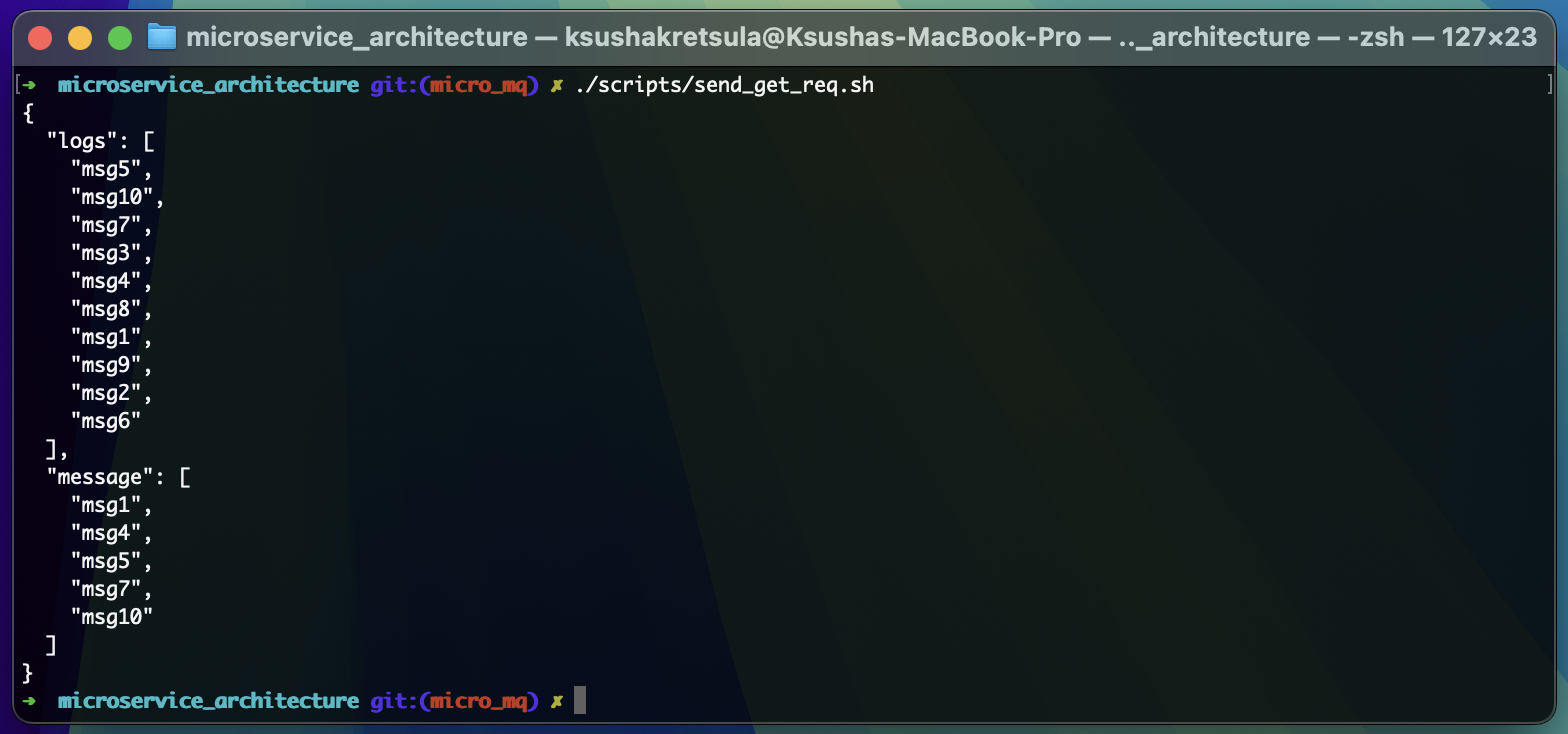 microservice_architecture — ksushakretsula@Ksushas-MacBook-Pro — .._architecture — -zsh — 127×23
[➜  microservice_architecture git:(micro_mq) ✗ ./scripts/send_get_req.sh ]
{
  "logs": [
    "msg5",
    "msg10",
    "msg7",
    "msg3",
    "msg4",
    "msg8",
    "msg1",
    "msg9",
    "msg2",
    "msg6"
  ],
  "message": [
    "msg1",
    "msg4",
    "msg5",
    "msg7",
    "msg10"
  ]
}
➜  microservice_architecture git:(micro_mq) ✗